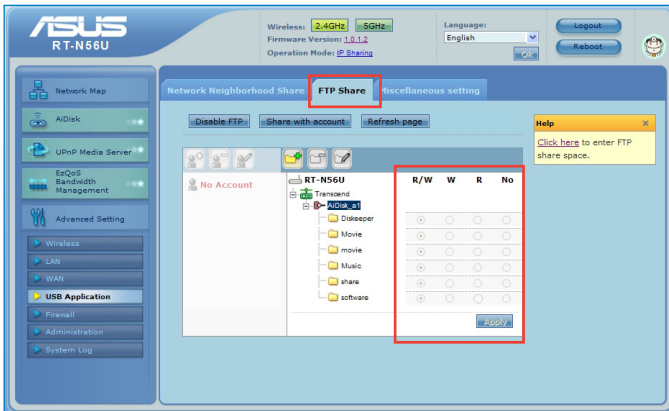 ASUS
RT-N56U
Wireless: 2.4GHz 5GHz
Firmware Version: 1.0.1.2
Operation Mode: IP Sharing
Language:
English
OK
Logout
Reboot
Network Map
AiDisk
UPnP Media Server
EzQoS
Bandwidth
Management
Advanced Setting
Wireless
LAN
WAN
USB Application
Firewall
Administration
System Log
Network Neighborhood Share FTP Share Miscellaneous setting
Disable FTP Share with account Refresh page
No Account
RT-N56U R/W W R No
Transcend
AiDisk_a1
Diskeeper
Movie
movie
Music
share
software
Apply
Help ×
Click here to enter FTP
share space.